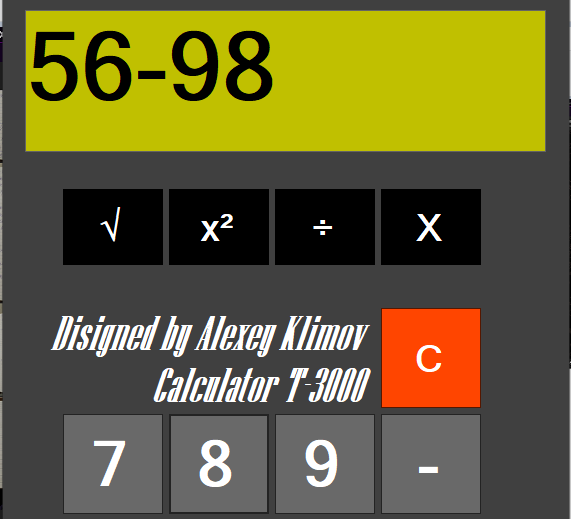 56-98
√ x² ÷ X
Disigned by Alexey Klimov
C
Calculator T-3000
7 8 9 -